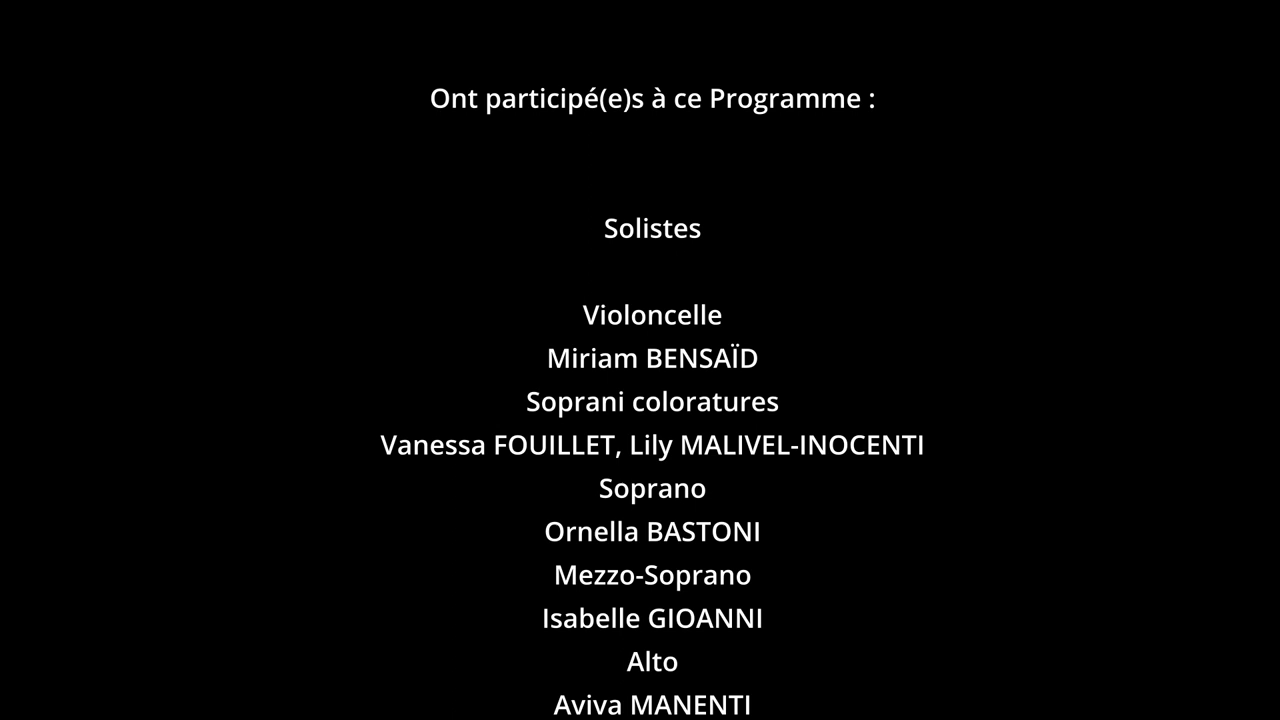 Ont participé(e)s à ce Programme :
Solistes
Violoncelle
Miriam BENSAÏD
Soprani coloratures
Vanessa FOUILLET, Lily MALIVEL-INOCENTI
Soprano
Ornella BASTONI
Mezzo-Soprano
Isabelle GIOANNI
Alto
Aviva MANENTI